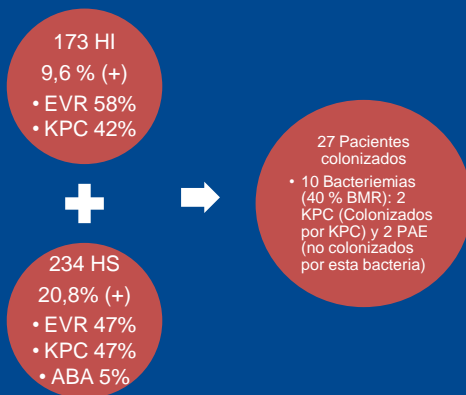 173 HI
9,6 % (+)
• EVR 58%
• KPC 42%
234 HS
20,8% (+)
• EVR 47%
• KPC 47%
• ABA 5%
27 Pacientes
colonizados
• 10 Bacteriemias
(40 % BMR): 2
KPC (Colonizados
por KPC) y 2 PAE
(no colonizados
por esta bacteria)